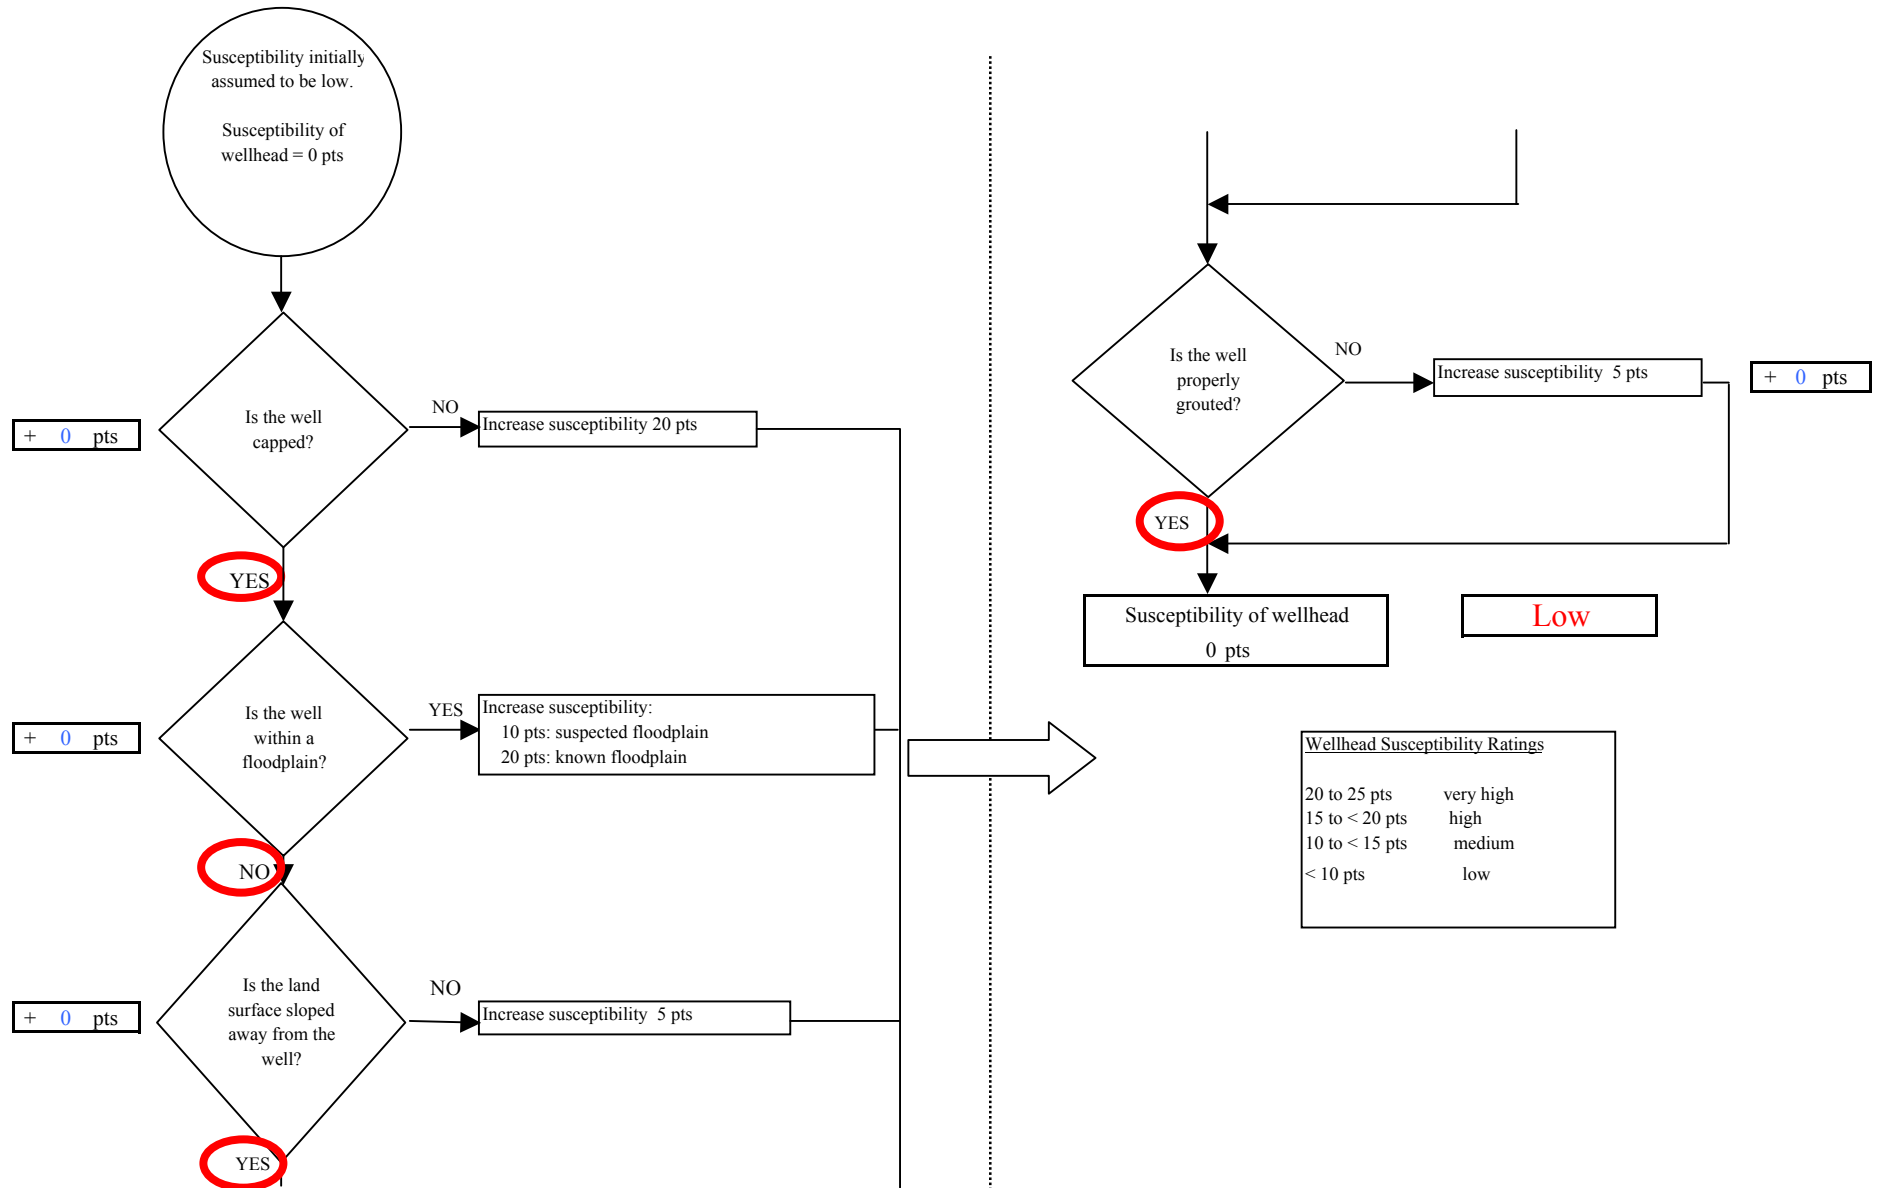 Susceptibility initially
assumed to be low.
Susceptibility of
wellhead = 0 pts
Is the well
capped?
NO
Increase susceptibility 20 pts
+ 0 pts
YES
Is the well
within a
floodplain?
YES
Increase susceptibility:
10 pts: suspected floodplain
20 pts: known floodplain
+ 0 pts
NO
Is the land
surface sloped
away from the
well?
NO
Increase susceptibility 5 pts
+ 0 pts
YES
Is the well
properly
grouted?
NO
Increase susceptibility 5 pts
+ 0 pts
YES
Susceptibility of wellhead
0 pts
Low
Wellhead Susceptibility Ratings
20 to 25 pts very high
15 to < 20 pts high
10 to < 15 pts medium
< 10 pts low